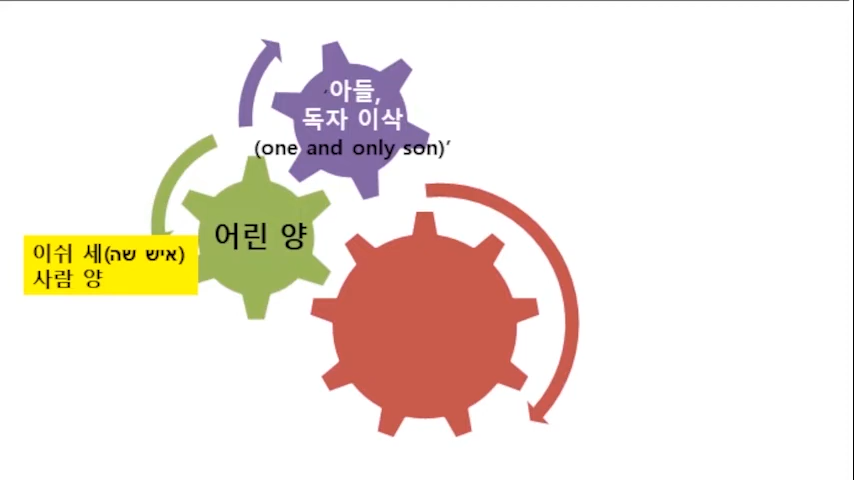 아들,
독자 이삭
(one and only son)’
어린 양
이쉬 세(איש שה)
사람 양